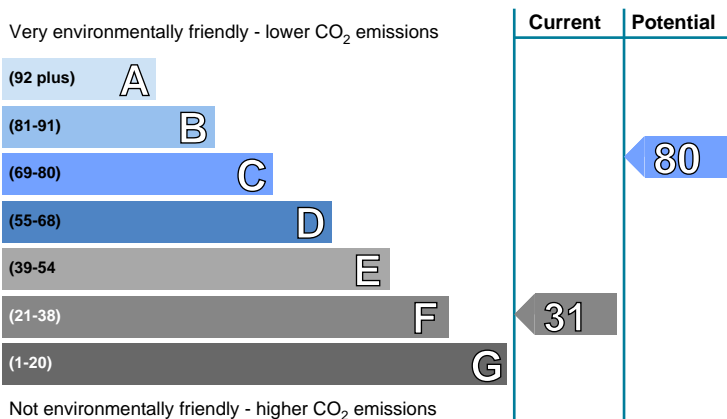 Very environmentally friendly - lower CO2 emissions
Current
Potential
(92 plus) A
(81-91) B
(69-80) C
80
(55-68) D
(39-54 E
(21-38) F
31
(1-20) G
Not environmentally friendly - higher CO2 emissions